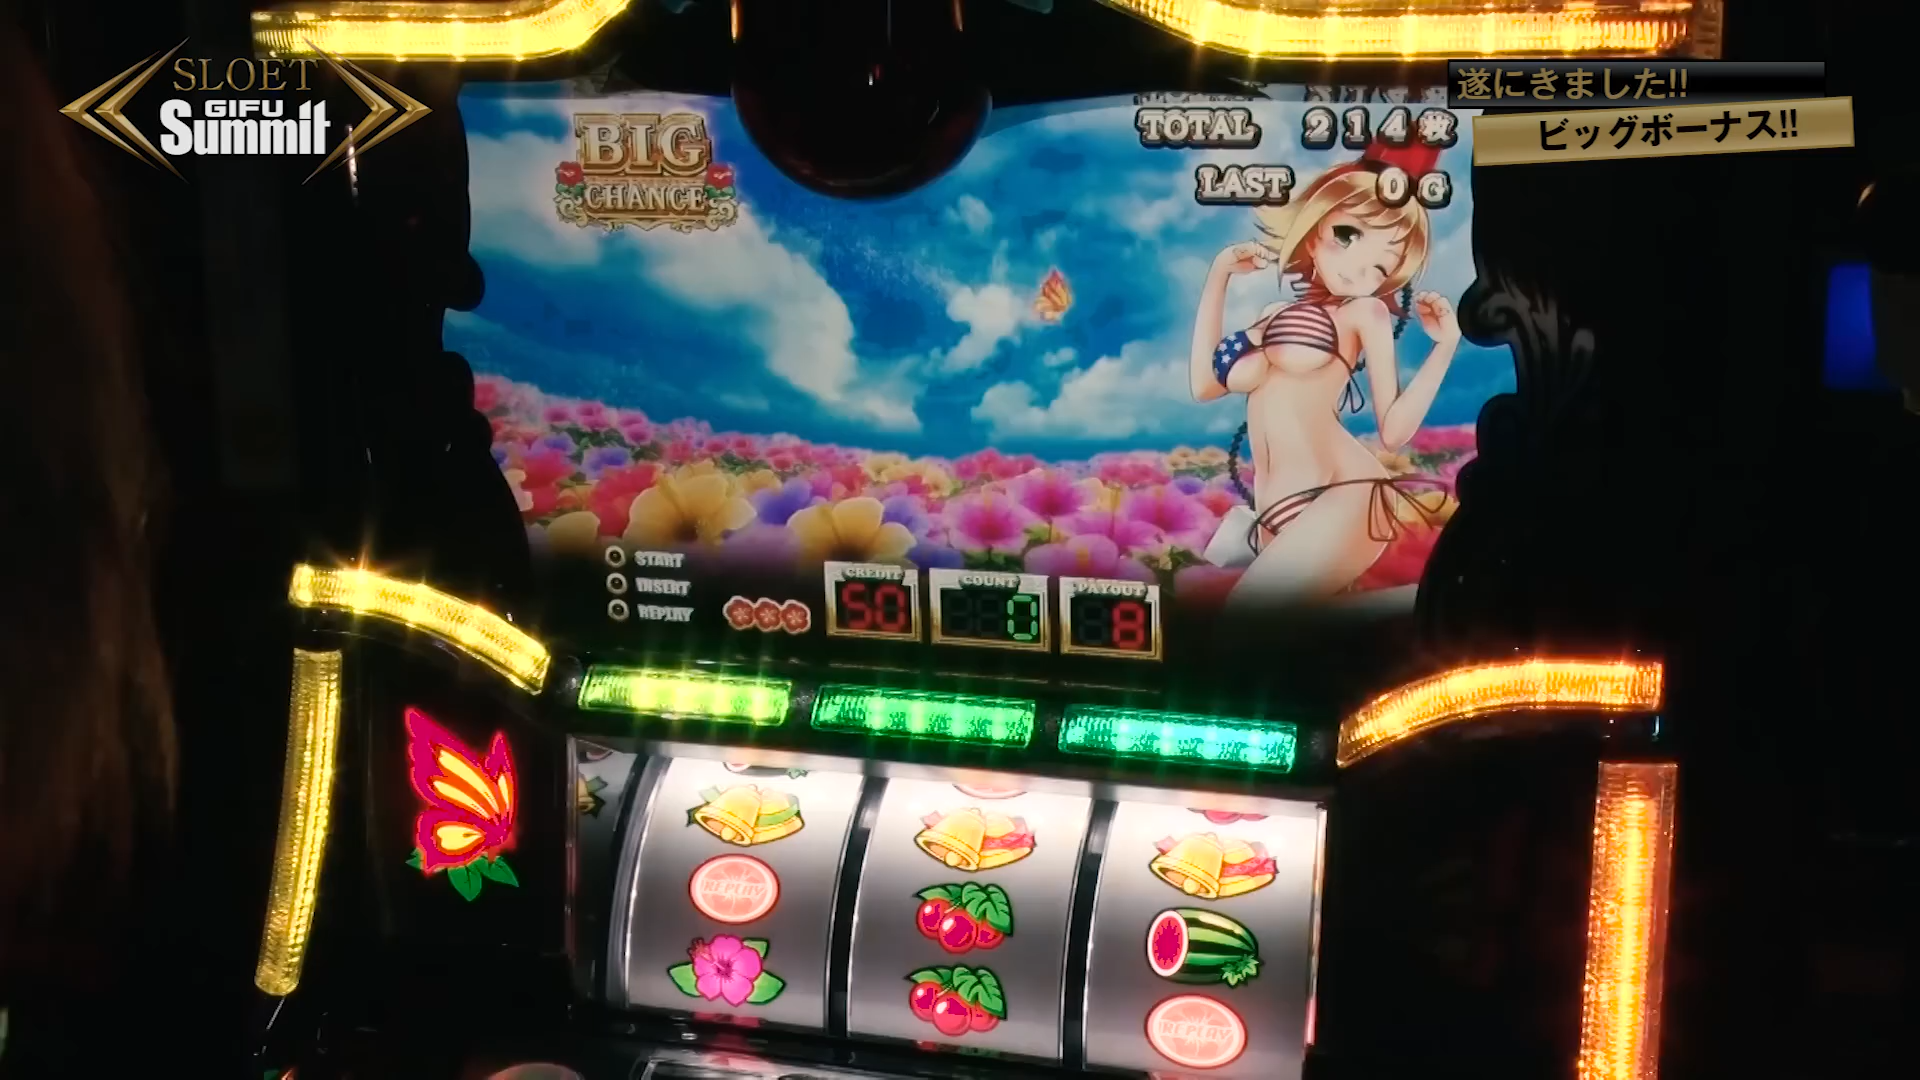 SLOET
GIFU
Summit
遂にきました!!
ビッグボーナス!!
BIG
CHANCE
TOTAL 214枚
LAST 0G
START
INSERT
REPLAY
CREDIT
50
COUNT
0
PAYOUT
8
REPLAY
REPLAY